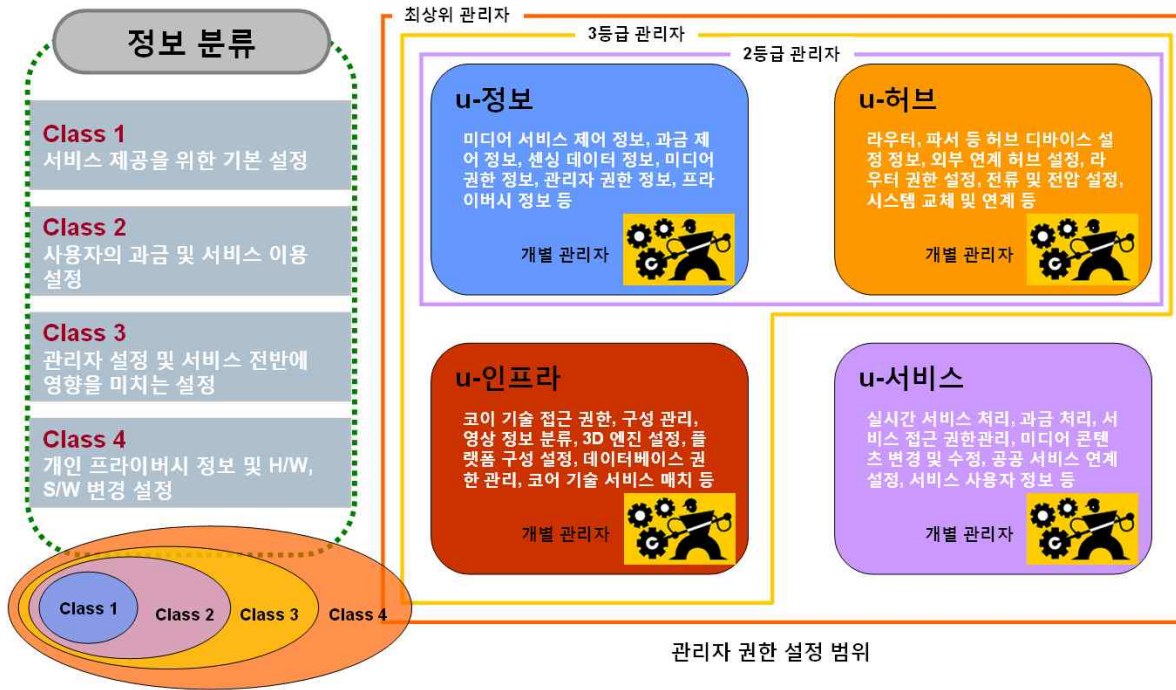 정보 분류
Class 1
서비스 제공을 위한 기본 설정
Class 2
사용자의 과금 및 서비스 이용
설정
Class 3
관리자 설정 및 서비스 전반에
영향을 미치는 설정
Class 4
개인 프라이버시 정보 및 H/W,
S/W 변경 설정
Class 1
Class 2
Class 3
Class 4
최상위 관리자
3등급 관리자
2등급 관리자
u-정보
미디어 서비스 제어 정보, 과금 제
어 정보, 센싱 데이터 정보, 미디어
권한 정보, 관리자 권한 정보, 프라
이버시 정보 등
개별 관리자
u-허브
라우터, 파서 등 허브 디바이스 설
정 정보, 외부 연계 허브 설정, 라
우터 권한 설정, 전류 및 전압 설정,
시스템 교체 및 연계 등
개별 관리자
u-인프라
코이 기술 접근 권한, 구성 관리,
영상 정보 분류, 3D 엔진 설정, 플
랫폼 구성 설정, 데이터베이스 권
한 관리, 코어 기술 서비스 매치 등
개별 관리자
u-서비스
실시간 서비스 처리, 과금 처리, 서
비스 접근 권한관리, 미디어 콘텐
츠 변경 및 수정, 공공 서비스 연계
설정, 서비스 사용자 정보 등
개별 관리자
관리자 권한 설정 범위